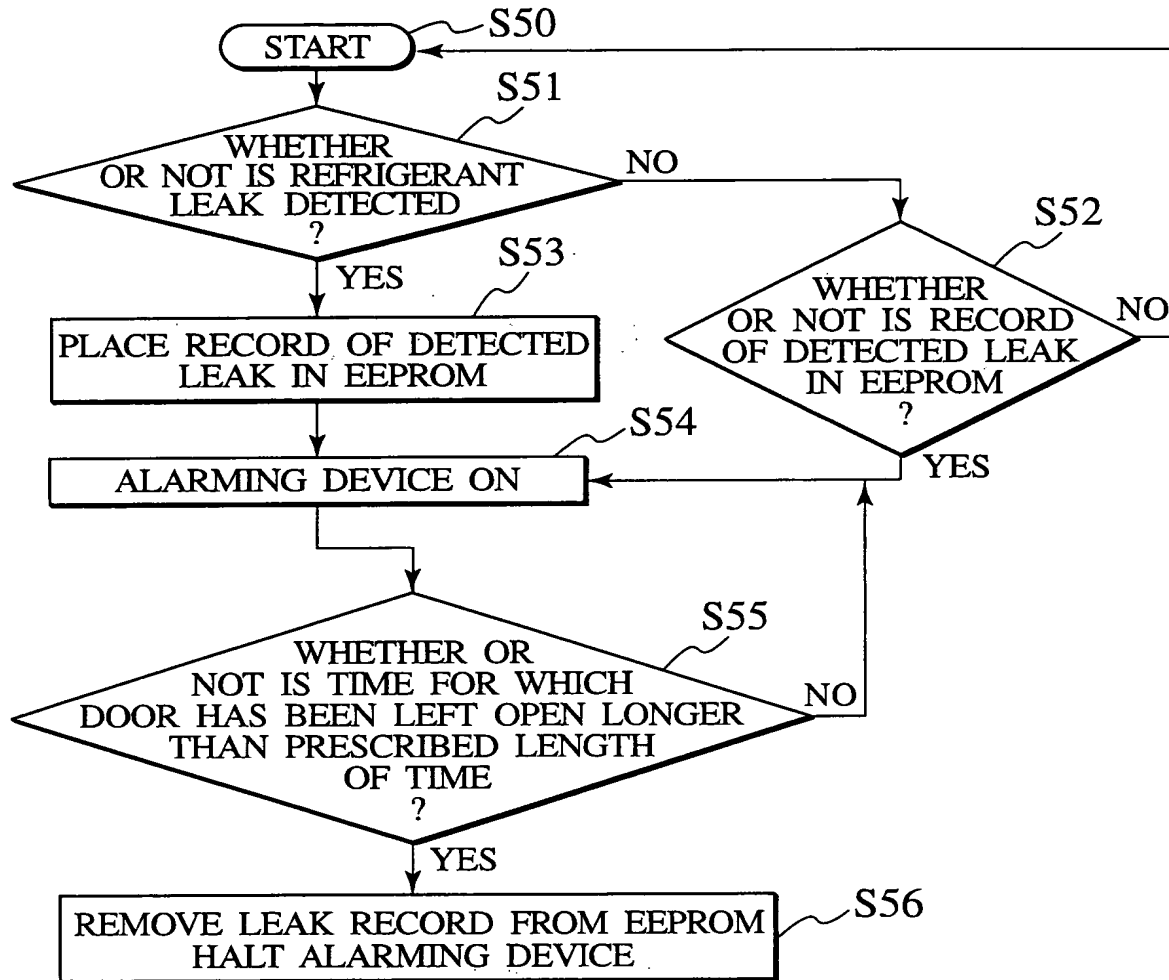 S50
START
S51
WHETHER
OR NOT IS REFRIGERANT
LEAK DETECTED
?
NO
YES
S52
WHETHER
OR NOT IS RECORD
OF DETECTED LEAK
IN EEPROM
?
NO
YES
S53
PLACE RECORD OF DETECTED
LEAK IN EEPROM
S54
ALARMING DEVICE ON
S55
WHETHER OR
NOT IS TIME FOR WHICH
DOOR HAS BEEN LEFT OPEN LONGER
THAN PRESCRIBED LENGTH
OF TIME
?
NO
YES
S56
REMOVE LEAK RECORD FROM EEPROM
HALT ALARMING DEVICE